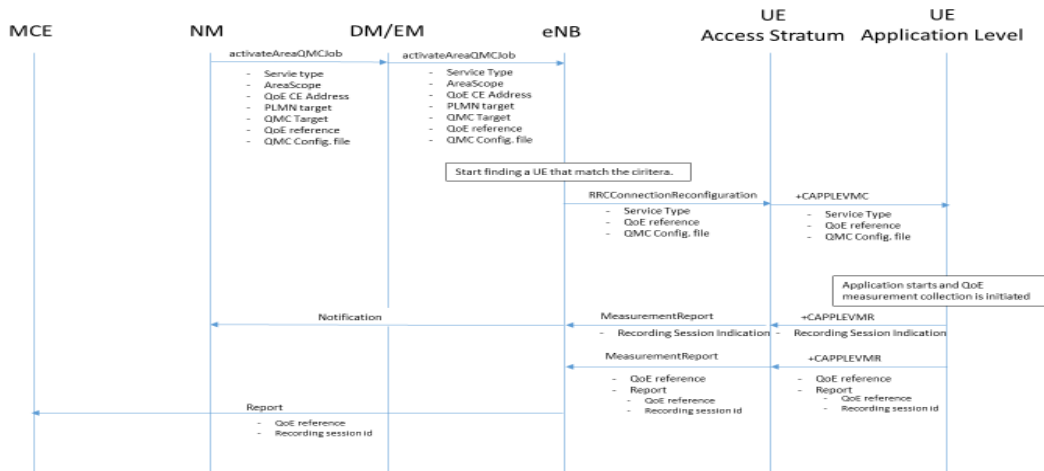 MCE
NM
DM/EM
eNB
UE
Access Stratum
UE
Application Level
activateAreaQMCJob
- Servie type
- AreaScope
- QoE CE Address
- PLMN target
- QMC Target
- QoE reference
- QMC Config. file
activateAreaQMCJob
- Service Type
- AreaScope
- QoE CE Address
- PLMN target
- QMC Target
- QoE reference
- QMC Config. file
Start finding a UE that match the ciritera.
RRCConnectionReconfiguration
- Service Type
- QoE reference
- QMC Config. file
+CAPPLEVMC
- Service Type
- QoE reference
- QMC Config. file
Application starts and QoE
measurement collection is initiated
Notification
MeasurementReport
- Recording Session Indication
+CAPPLEVMR
- Recording Session Indication
MeasurementReport
- QoE reference
- Report
- QoE reference
- Recording session id
+CAPPLEVMR
- QoE reference
- Report
- QoE reference
- Recording session id
Report
- QoE reference
- Recording session id